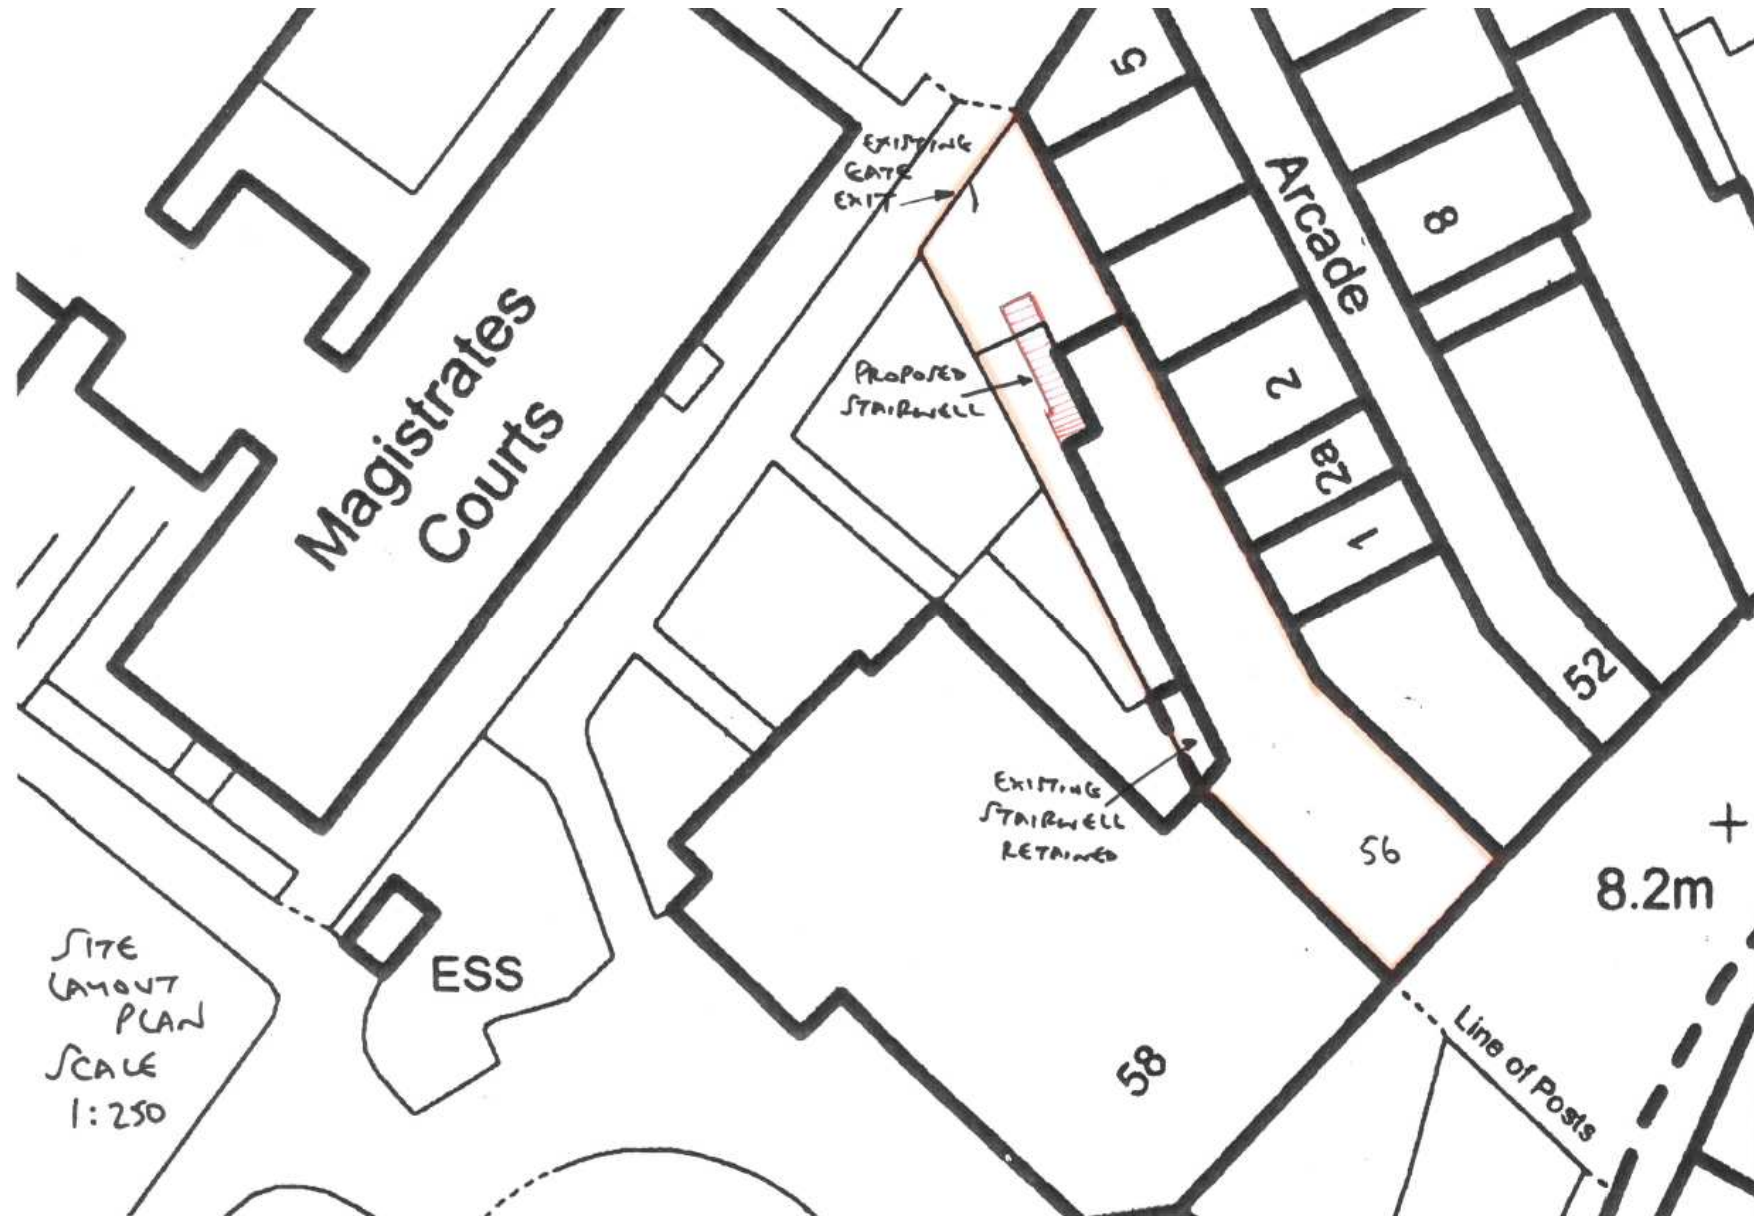 5
EXISTING
GATE
EXIT
Arcade
8
Magistrates
Courts
PROPOSED
STAIRWELL
2
2a
1
52
EXISTING
STAIRWELL
RETAINED
56
8.2m
SITE
LAYOUT
PLAN
SCALE
1:250
ESS
58
Line of Posts